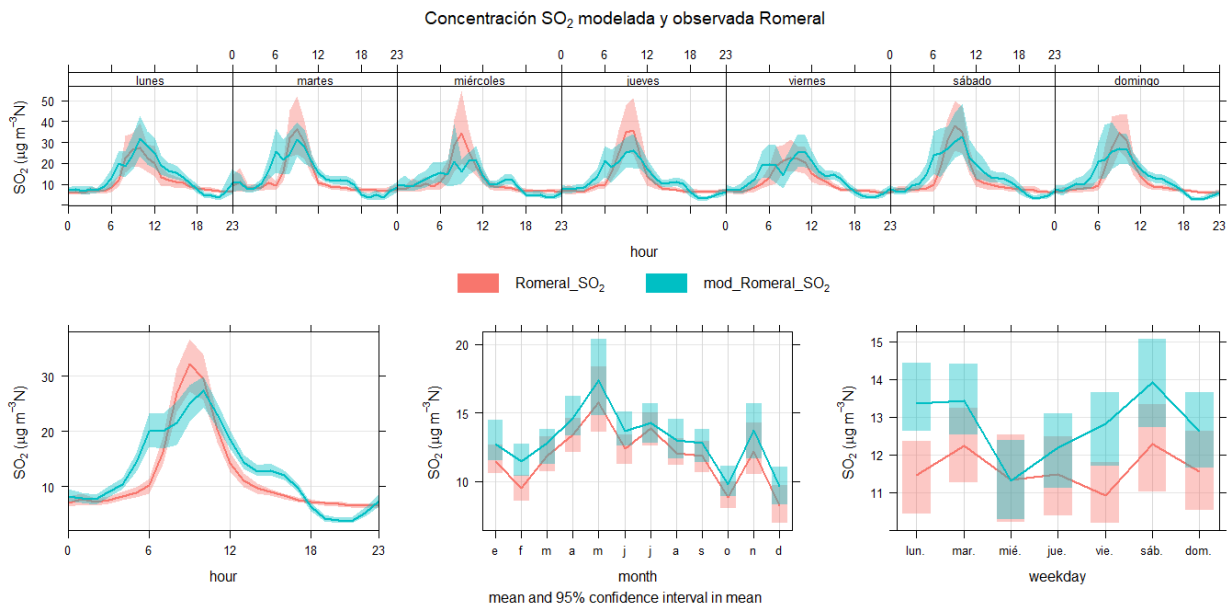 Concentración SO₂ modelada y observada Romeral
0 6 12 18 23 0 6 12 18 23 0 6 12 18 23
lunes martes miércoles jueves viernes sábado domingo
SO₂ (µg m⁻³N)
50
40
30
20
10
0 6 12 18 23 0 6 12 18 23 0 6 12 18 23 0 6 12 18 23
hour
Romeral_SO₂ mod_Romeral_SO₂
SO₂ (µg m⁻³N)
30
20
10
0 6 12 18 23
hour
SO₂ (µg m⁻³N)
20
15
10
e f m a m j j a s o n d
month
SO₂ (µg m⁻³N)
15
14
13
12
11
lun. mar. mié. jue. vie. sáb. dom.
weekday
mean and 95% confidence interval in mean